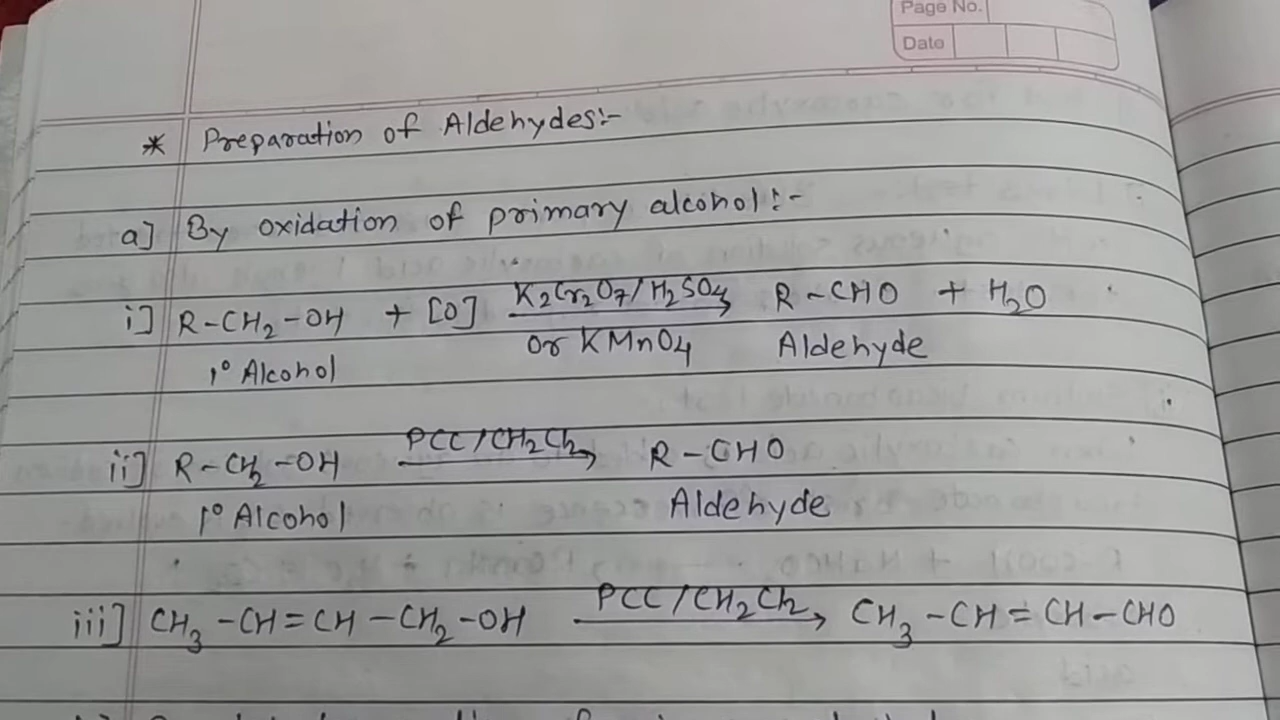 Page No.
Date
* Preparation of Aldehydes:-
a] By oxidation of primary alcohol:-
i] R-CH₂-OH + [O] K₂Cr₂O₇/H₂SO₄ → R-CHO + H₂O
or KMnO₄
1° Alcohol Aldehyde
ii] R-CH₂-OH PCC/CH₂Cl₂ → R-CHO
1° Alcohol Aldehyde
iii] CH₃-CH=CH-CH₂-OH PCC/CH₂Cl₂ → CH₃-CH=CH-CHO